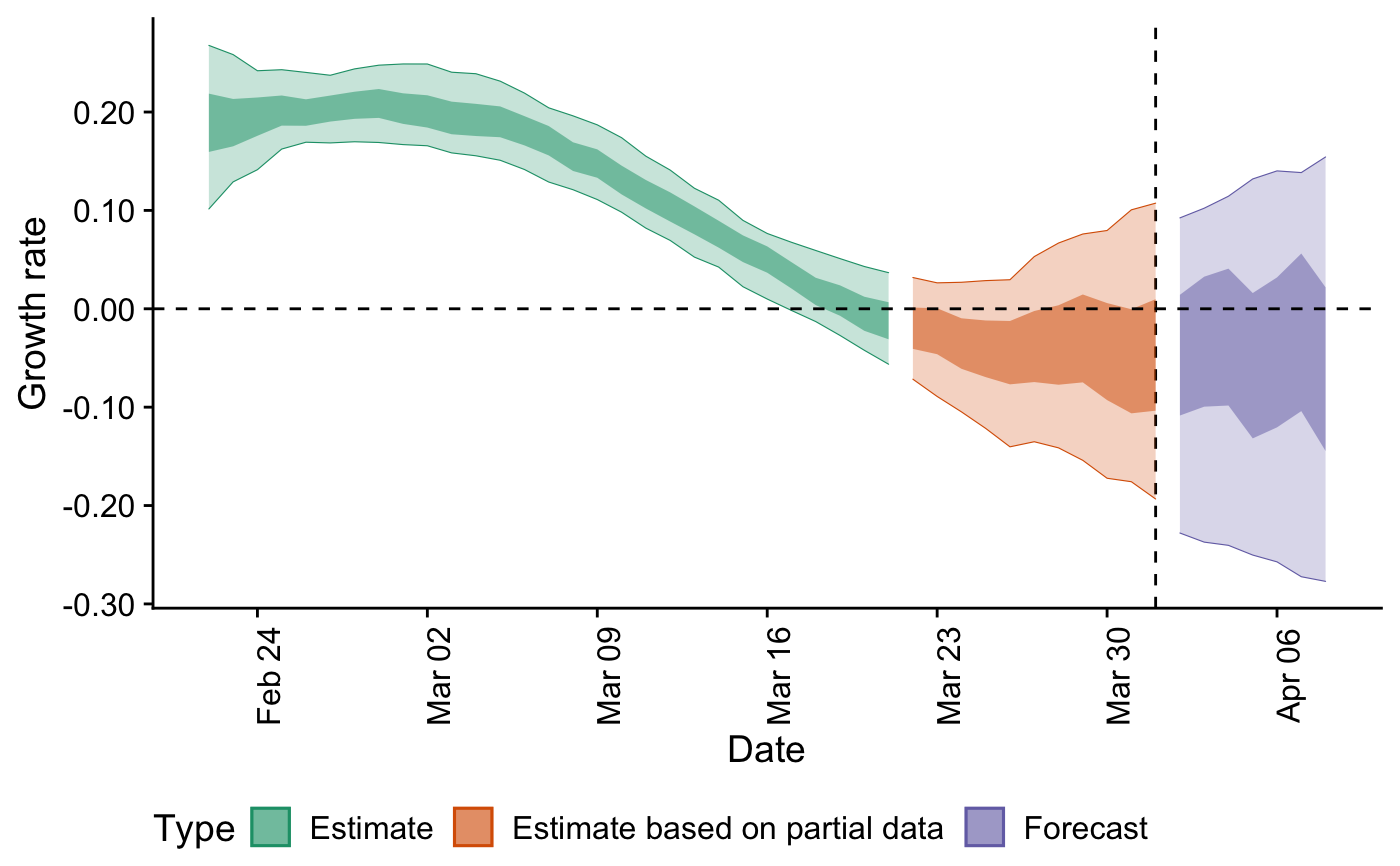 Growth rate
0.20
0.10
0.00
-0.10
-0.20
-0.30
Feb 24
Mar 02
Mar 09
Mar 16
Mar 23
Mar 30
Apr 06
Date
Type Estimate Estimate based on partial data Forecast